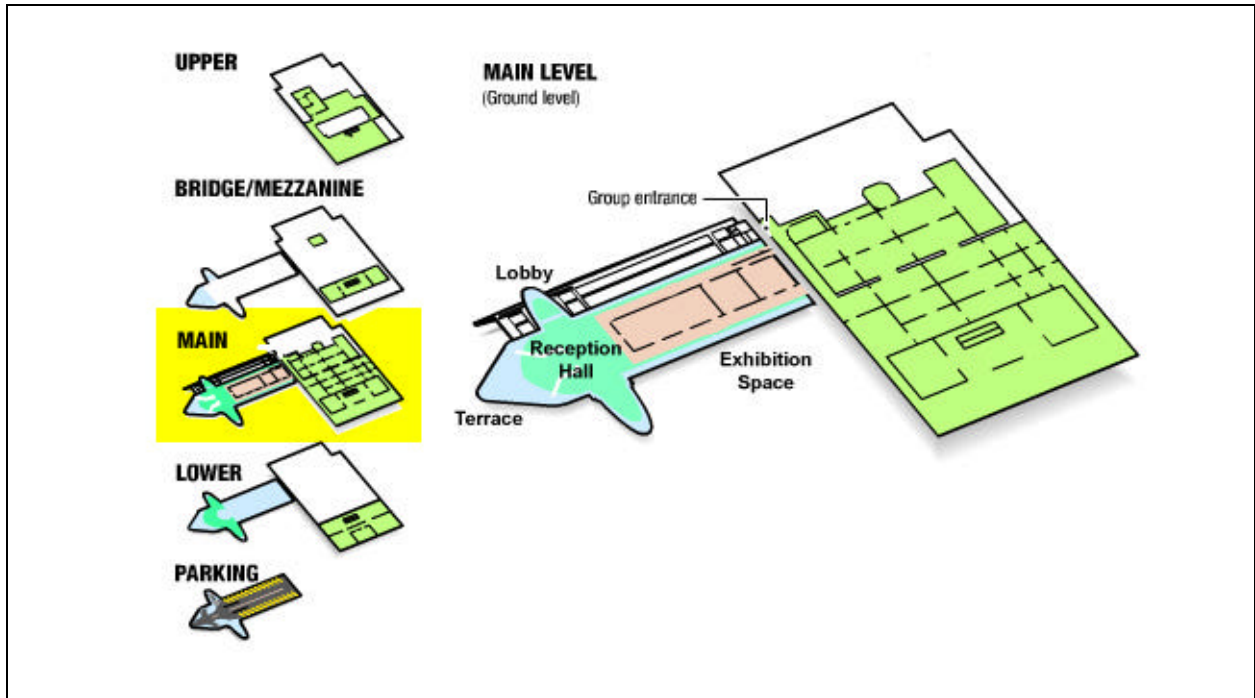 UPPER
BRIDGE/MEZZANINE
MAIN
LOWER
PARKING
MAIN LEVEL
(Ground level)
Group entrance
Lobby
Reception
Hall
Exhibition
Space
Terrace